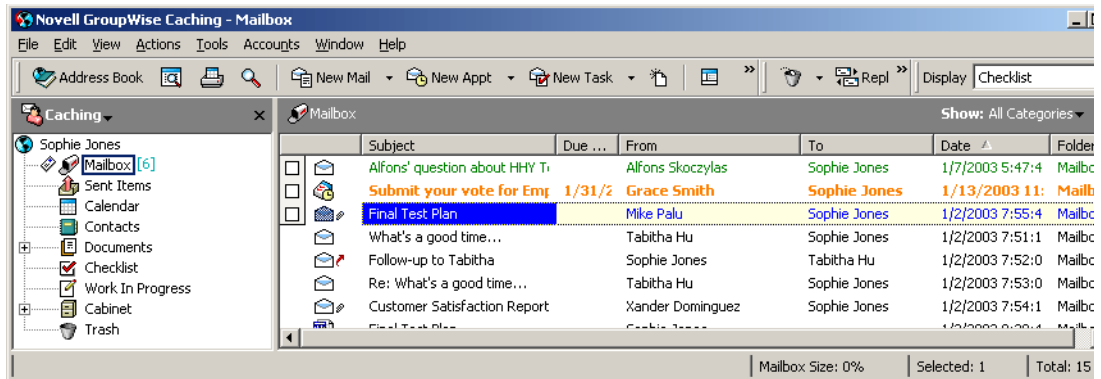 Novell GroupWise Caching - Mailbox
File Edit View Actions Tools Accounts Window Help
Address Book New Mail New Appt New Task » Repl » Display Checklist
Caching Mailbox Show: All Categories
Sophie Jones
Mailbox [6]
Sent Items
Calendar
Contacts
Documents
Checklist
Work In Progress
Cabinet
Trash
Subject Due ... From To Date Folder
Alfons' question about HHY T Alfons Skoczylas Sophie Jones 1/7/2003 5:47:4 Mailbo
Submit your vote for Emp 1/31/2 Grace Smith Sophie Jones 1/13/2003 11: Mailb
Final Test Plan Mike Palu Sophie Jones 1/2/2003 7:55:4 Mailbo
What's a good time... Tabitha Hu Sophie Jones 1/2/2003 7:51:1 Mailbo
Follow-up to Tabitha Sophie Jones Tabitha Hu 1/2/2003 7:52:0 Mailbo
Re: What's a good time... Tabitha Hu Sophie Jones 1/2/2003 7:53:0 Mailbo
Customer Satisfaction Report Xander Dominguez Sophie Jones 1/2/2003 7:54:1 Mailbo
Mailbox Size: 0% Selected: 1 Total: 15